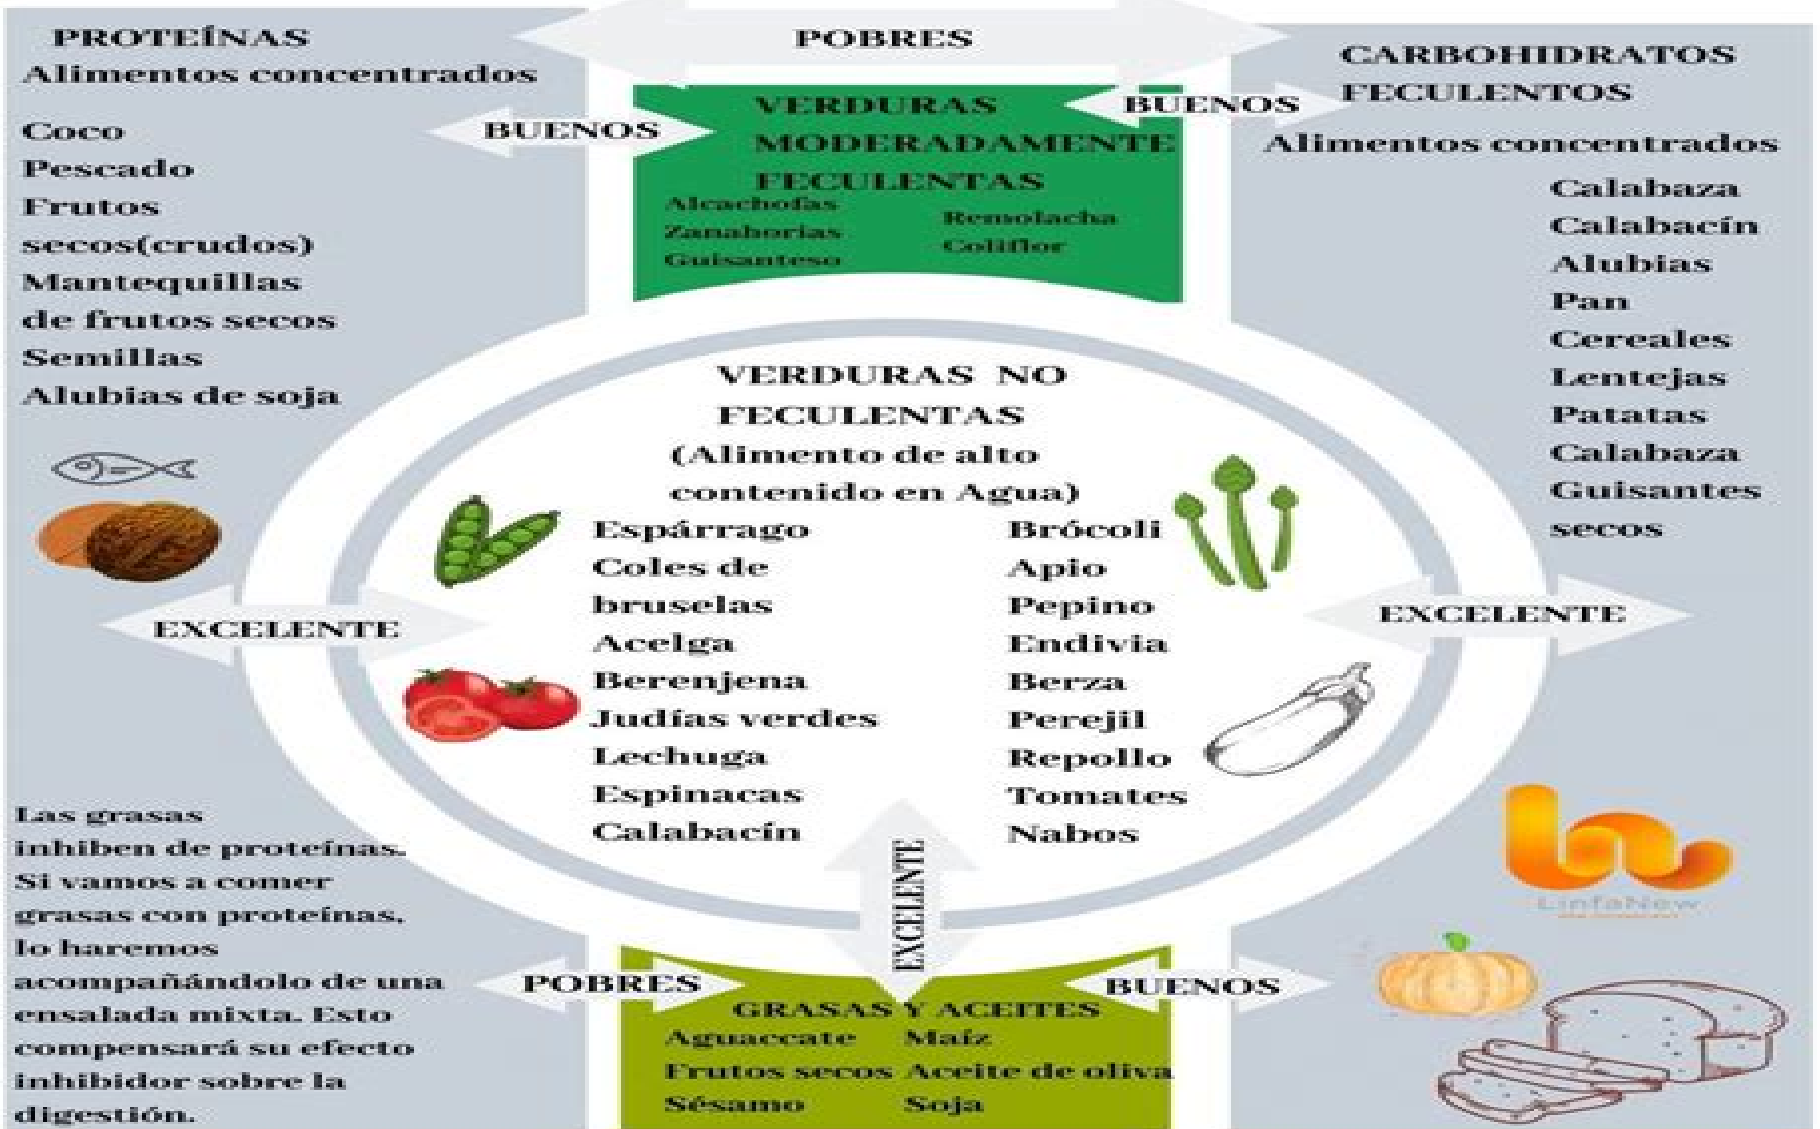 PROTEÍNAS
Alimentos concentrados
Coco
Pescado
Frutos
secos(crudos)
Mantequillas
de frutos secos
Semillas
Alubias de soja
POBRES
BUENOS
VERDURAS
MODERADAMENTE
FECULENTAS
Alcachofas
Zanahorias
Guisanteso
Remolacha
Coliflor
BUENOS
CARBOHIDRATOS
FECULENTOS
Alimentos concentrados
Calabaza
Calabacín
Alubias
Pan
Cereales
Lentejas
Patatas
Calabaza
Guisantes
secos
VERDURAS NO
FECULENTAS
(Alimento de alto
contenido en Agua)
Espárrago
Coles de
bruselas
Acelga
Berenjena
Judías verdes
Lechuga
Espinacas
Calabacín
Brócoli
Apio
Pepino
Endivia
Berza
Perejil
Repollo
Tomates
Nabos
EXCELENTE
EXCELENTE
EXCELENTE
Las grasas
inhiben de proteínas.
Si vamos a comer
grasas con proteínas,
lo haremos
acompañándolo de una
ensalada mixta. Esto
compensará su efecto
inhibidor sobre la
digestión.
POBRES
BUENOS
GRASAS Y ACEITES
Aguaccate
Frutos secos
Sésamo
Maíz
Aceite de oliva
Soja
LinfaNew